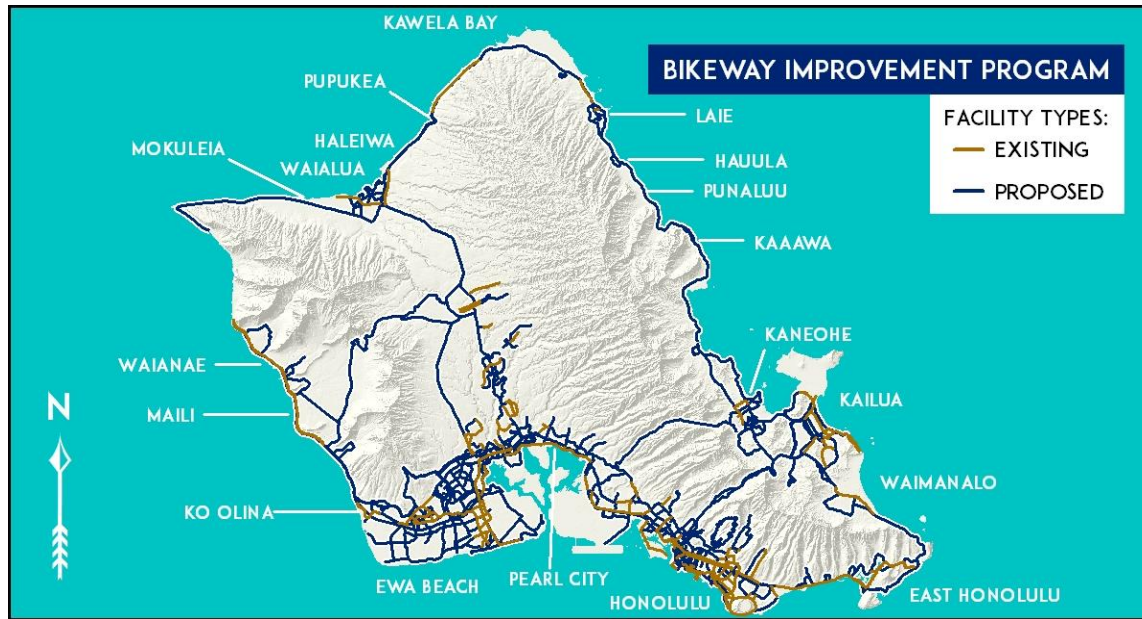 KAWELA BAY
BIKEWAY IMPROVEMENT PROGRAM
FACILITY TYPES:
EXISTING
PROPOSED
PUPUKEA
LAIE
HALEIWA
MOKULEIA
WAIALUA
HAUULA
PUNALUU
KAAAWA
KANEOHE
WAIANAE
KAILUA
MAILI
N
WAIMANALO
KO OLINA
EWA BEACH
PEARL CITY
HONOLULU
EAST HONOLULU